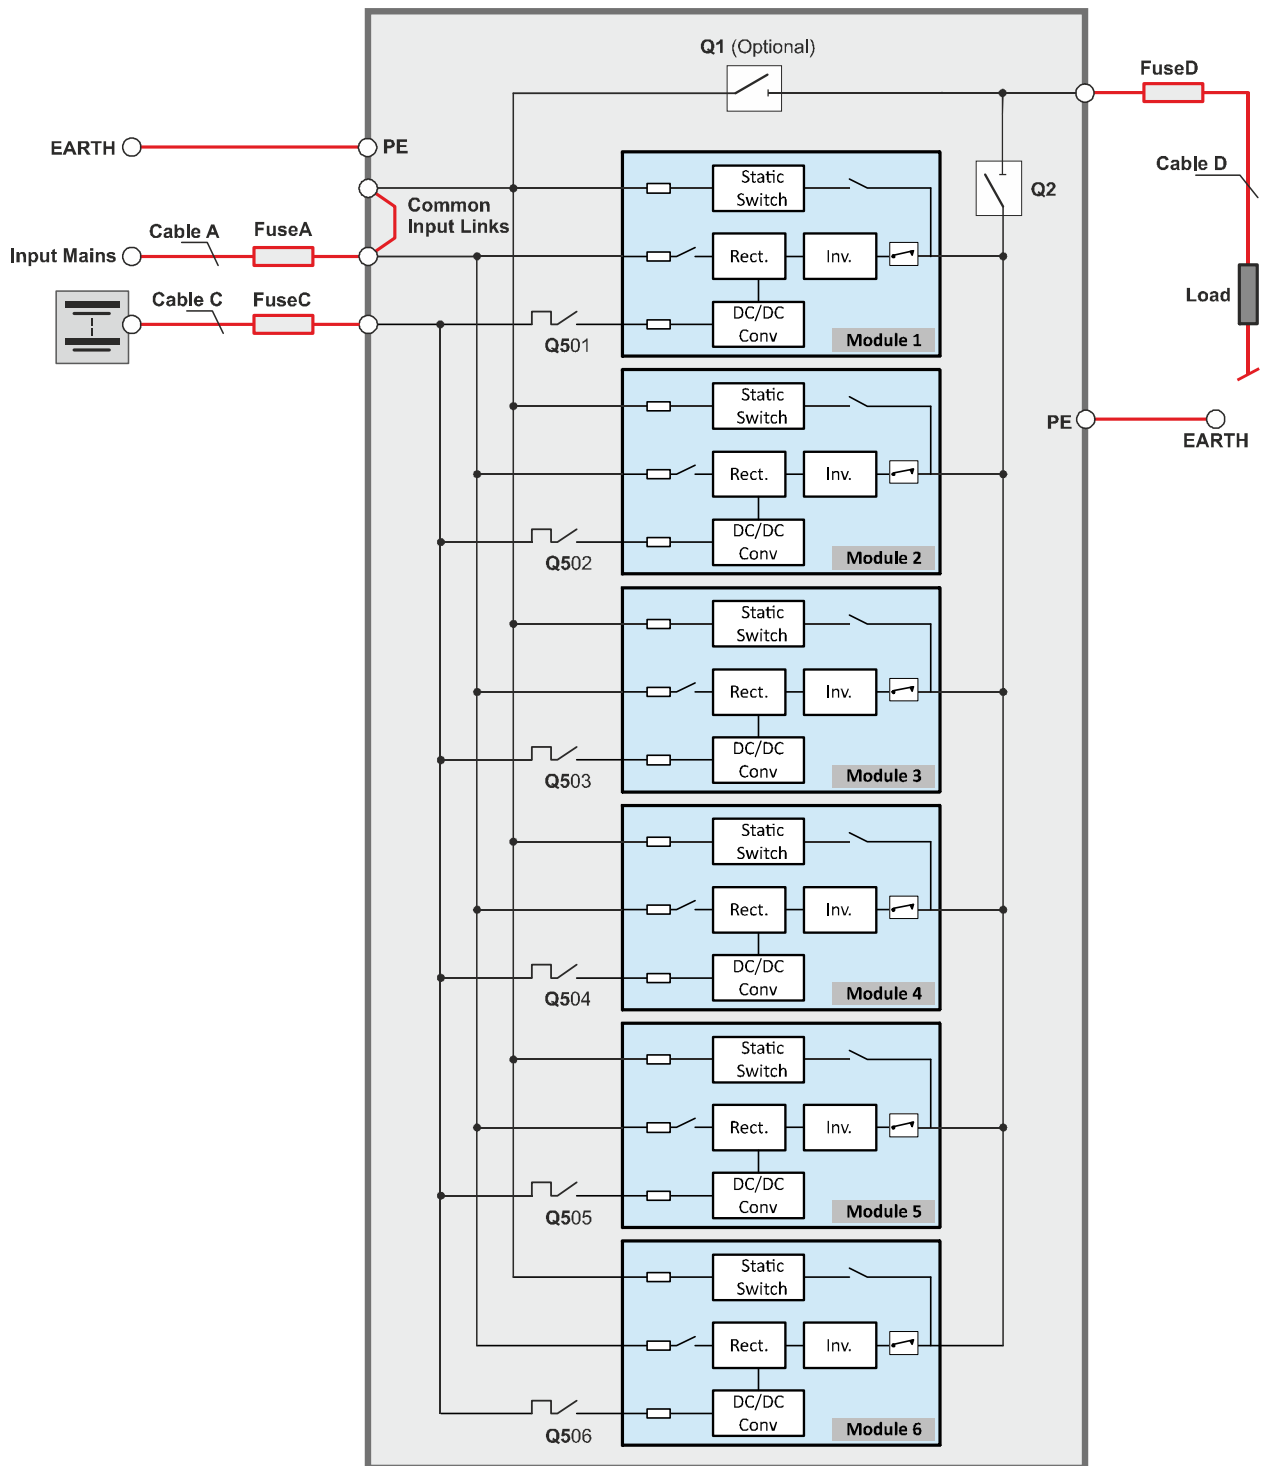 Q1 (Optional)
FuseD
EARTH
PE
Cable D
Static
Switch
Q2
Common
Input Links
Cable A
FuseA
Input Mains
Rect.
Inv.
Load
Cable C
FuseC
Q501
DC/DC
Conv
Module 1
Static
Switch
PE
EARTH
Rect.
Inv.
Q502
DC/DC
Conv
Module 2
Static
Switch
Rect.
Inv.
Q503
DC/DC
Conv
Module 3
Static
Switch
Rect.
Inv.
Q504
DC/DC
Conv
Module 4
Static
Switch
Rect.
Inv.
Q505
DC/DC
Conv
Module 5
Static
Switch
Rect.
Inv.
Q506
DC/DC
Conv
Module 6